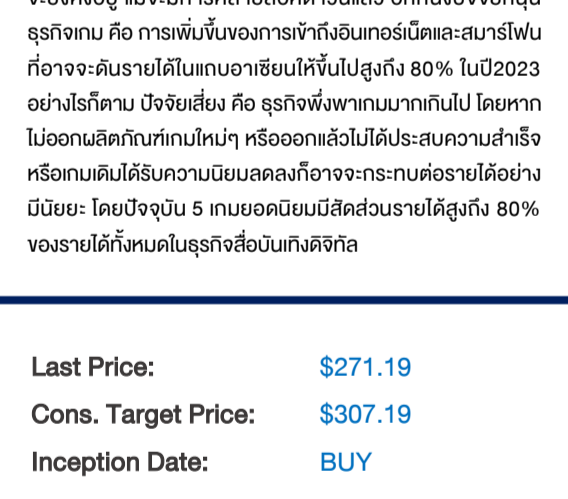 ธุรกิจเกม คือ การเพิ่มขึ้นของการเข้าถึงอินเทอร์เน็ตและสมาร์โฟน
ที่อาจจะดันรายได้ในแถบอาเซียนให้ขึ้นไปสูงถึง 80% ในปี2023
อย่างไรก็ตาม ปัจจัยเสี่ยง คือ ธุรกิจพึ่งพาเกมมากเกินไป โดยหาก
ไม่ออกผลิตภัณฑ์เกมใหม่ๆ หรือออกแล้วไม่ได้ประสบความสำเร็จ
หรือเกมเดิมได้รับความนิยมลดลงก็อาจจะกระทบต่อรายได้อย่าง
มีนัยยะ โดยปัจจุบัน 5 เกมยอดนิยมมีสัดส่วนรายได้สูงถึง 80%
ของรายได้ทั้งหมดในธุรกิจสื่อบันเทิงดิจิทัล
Last Price: $271.19
Cons. Target Price: $307.19
Inception Date: BUY